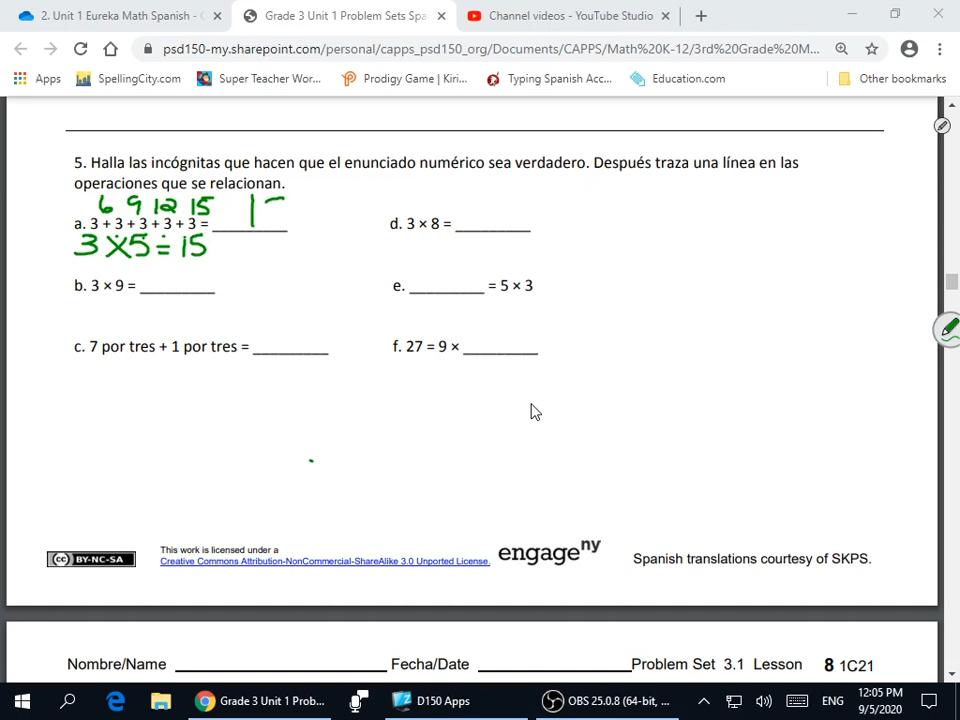 2. Unit 1 Eureka Math Spanish - Grade 3 Unit 1 Problem Sets Spa Channel videos - YouTube Studio
psd150-my.sharepoint.com/personal/capps_psd150_org/Documents/CAPPS/Math%20K-12/3rd%20Grade%20M...
Apps SpellingCity.com Super Teacher Wor... Prodigy Game | Kiri... Typing Spanish Acc... Education.com Other bookmarks
5. Halla las incógnitas que hacen que el enunciado numérico sea verdadero. Después traza una línea en las
operaciones que se relacionan.
6 9 12 15 1
a. 3 + 3 + 3 + 3 + 3 = __________ d. 3 × 8 = __________
3 × 5 = 15
b. 3 × 9 = __________ e. __________ = 5 × 3
c. 7 por tres + 1 por tres = __________ f. 27 = 9 × __________
cc BY-NC-SA This work is licensed under a
Creative Commons Attribution-NonCommercial-ShareAlike 3.0 Unported License. engage ny Spanish translations courtesy of SKPS.
Nombre/Name __________ Fecha/Date __________ Problem Set 3.1 Lesson 8 1C21
Grade 3 Unit 1 Prob... D150 Apps OBS 25.0.8 (64-bit, ... ENG 12:05 PM
9/5/2020